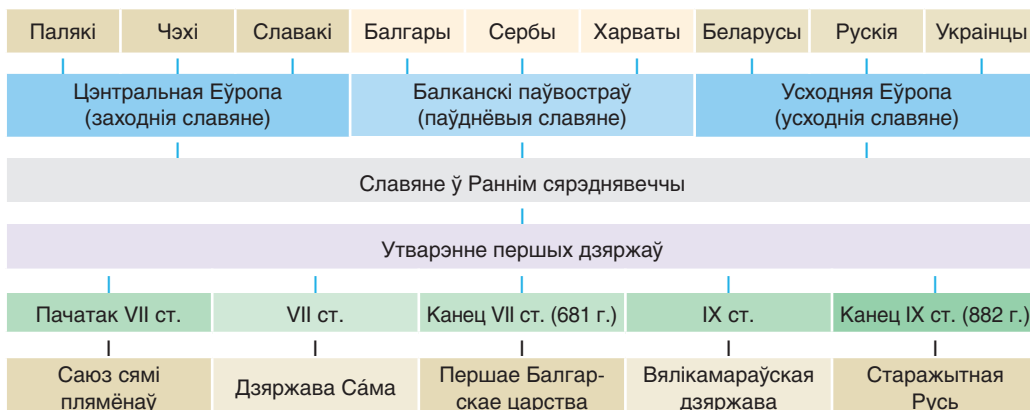 Палякі
Чэхі
Славакі
Балгары
Сербы
Харваты
Беларусы
Рускія
Украінцы
Цэнтральная Еўропа
(заходнія славяне)
Балканскі паўвостраў
(паўднёвыя славяне)
Усходняя Еўропа
(усходнія славяне)
Славяне ў Раннім сярэднявеччы
Утварэнне першых дзяржаў
Пачатак VII ст.
VII ст.
Канец VII ст. (681 г.)
IX ст.
Канец IX ст. (882 г.)
Саюз сямі
плямёнаў
Дзяржава Са́ма
Першае Балгар-
скае царства
Вялікамараўская
дзяржава
Старажытная
Русь